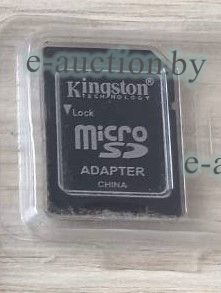 e-auction.by
Kingston
TECHNOLOGY
Lock
micro
SD
ADAPTER
CHINA
e-a